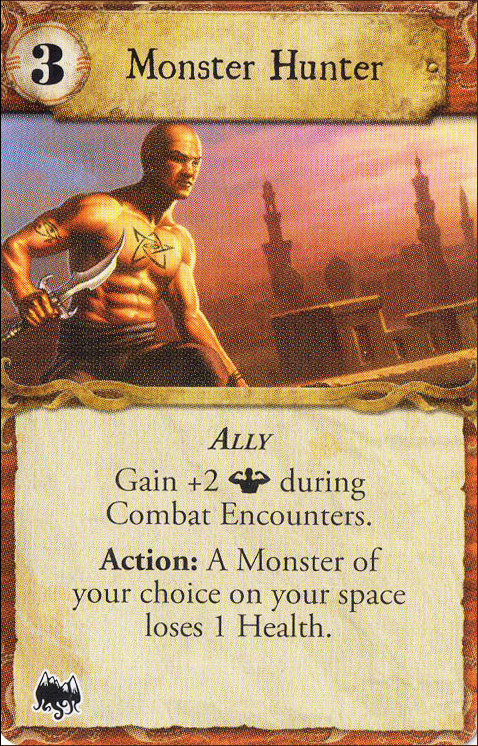 3
Monster Hunter
ALLY
Gain +2 during
Combat Encounters.
Action: A Monster of
your choice on your space
loses 1 Health.